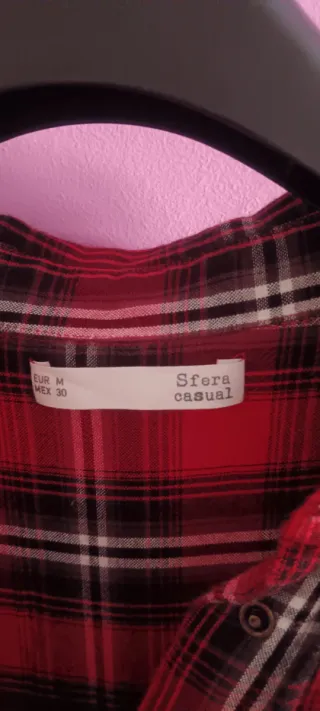 EUR M
MEX 30
Sfera
casual